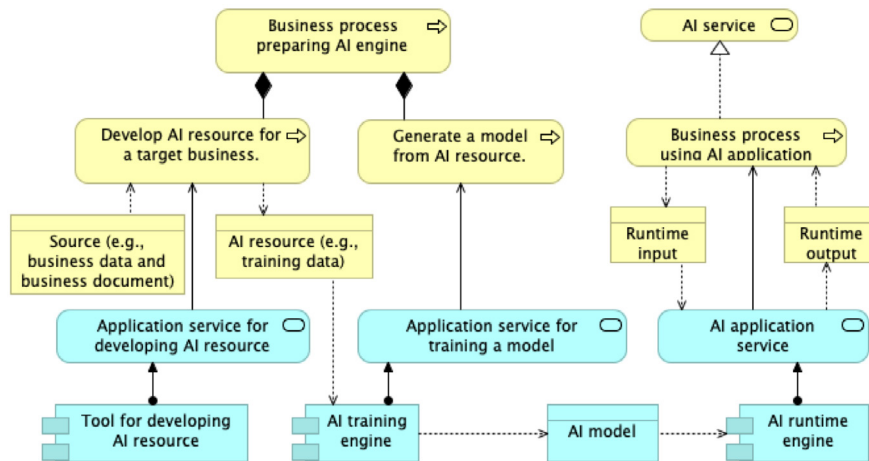 Business process
preparing AI engine
AI service
Develop AI resource for
a target business.
Generate a model
from AI resource.
Business process
using AI application
Source (e.g.,
business data and
business document)
AI resource (e.g.,
training data)
Runtime
input
Runtime
output
Application service for
developing AI resource
Application service for
training a model
AI application
service
Tool for developing
AI resource
AI training
engine
AI model
AI runtime
engine